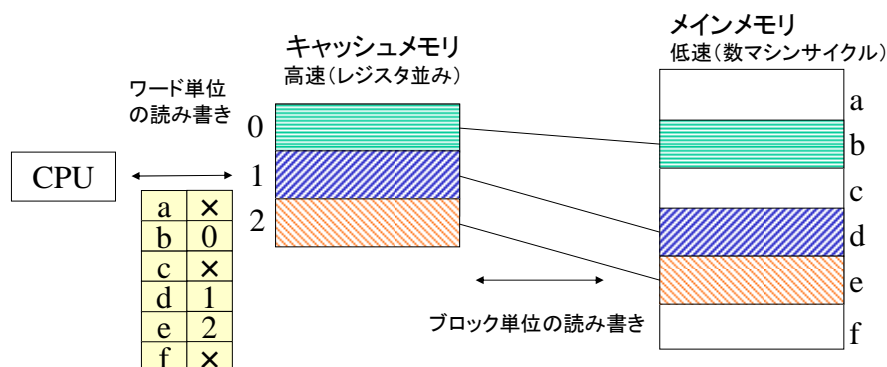 キャッシュメモリ
高速(レジスタ並み)
メインメモリ
低速(数マシンサイクル)
ワード単位
の読み書き
CPU
0
1
2
a ×
b 0
c ×
d 1
e 2
f ×
a
b
c
d
e
f
ブロック単位の読み書き